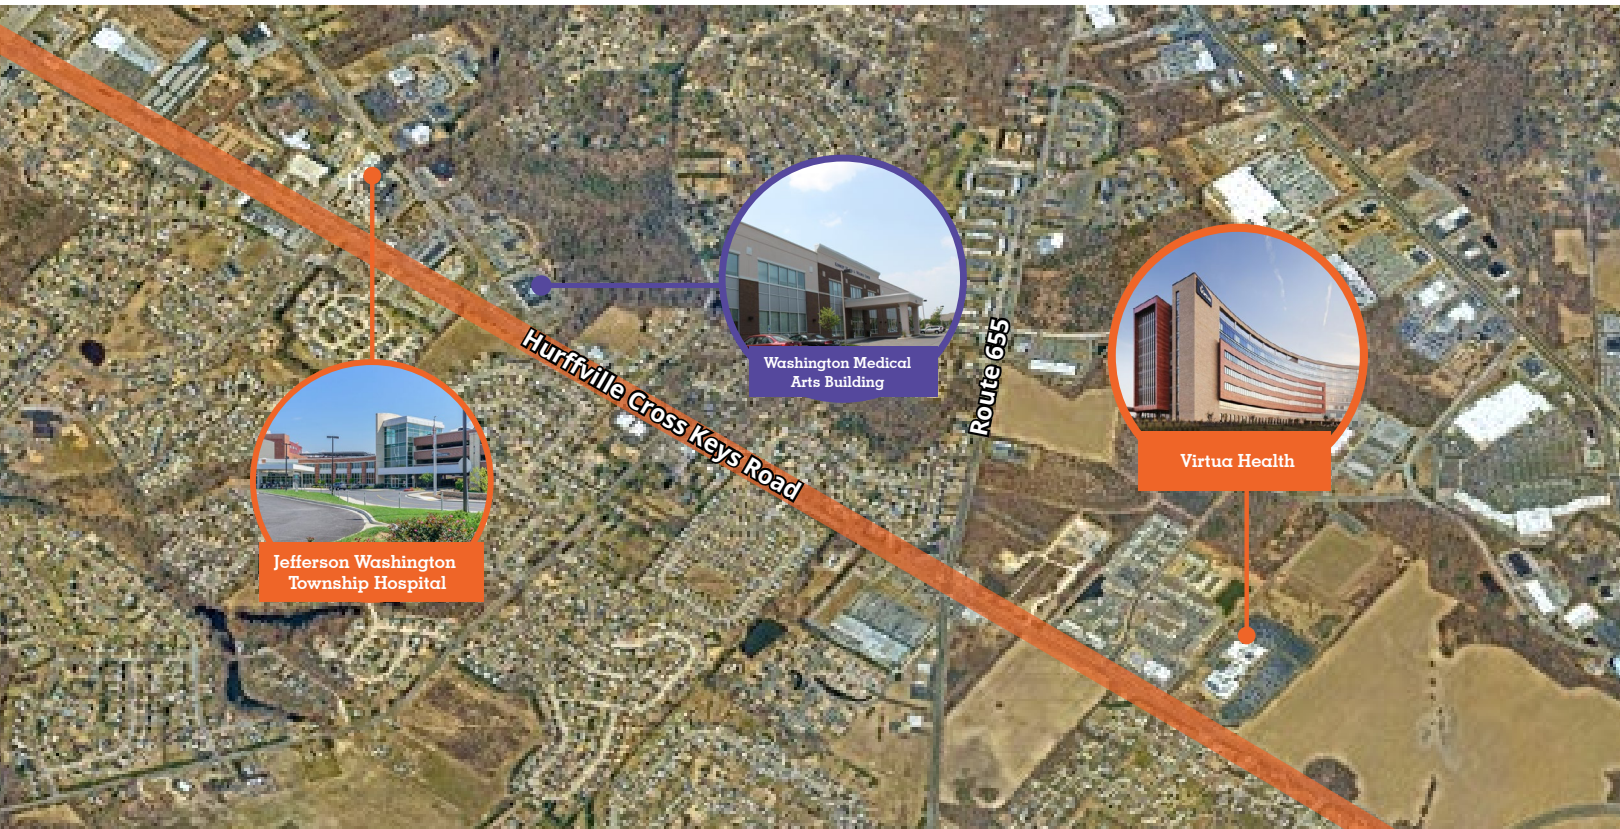 Washington Medical
Arts Building
Hurffville Cross Keys Road
Route 655
Virtua Health
Jefferson Washington
Township Hospital